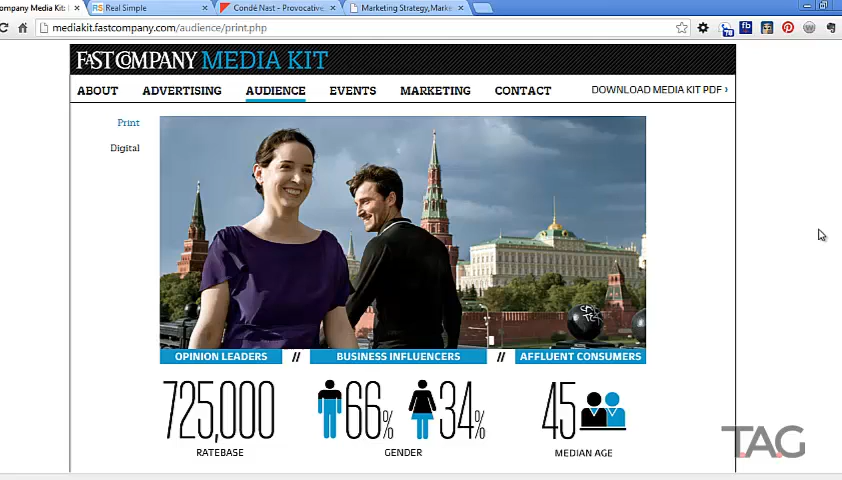 ompany Media Kit:
Real Simple
Condé Nast – Provocative
Marketing Strategy,Marke
mediakit.fastcompany.com/audience/print.php
FAST COMPANY MEDIA KIT
ABOUT
ADVERTISING
AUDIENCE
EVENTS
MARKETING
CONTACT
DOWNLOAD MEDIA KIT PDF ›
Print
Digital
OPINION LEADERS // BUSINESS INFLUENCERS // AFFLUENT CONSUMERS
725,000
RATEBASE
66% 34%
GENDER
45
MEDIAN AGE
T.A.G